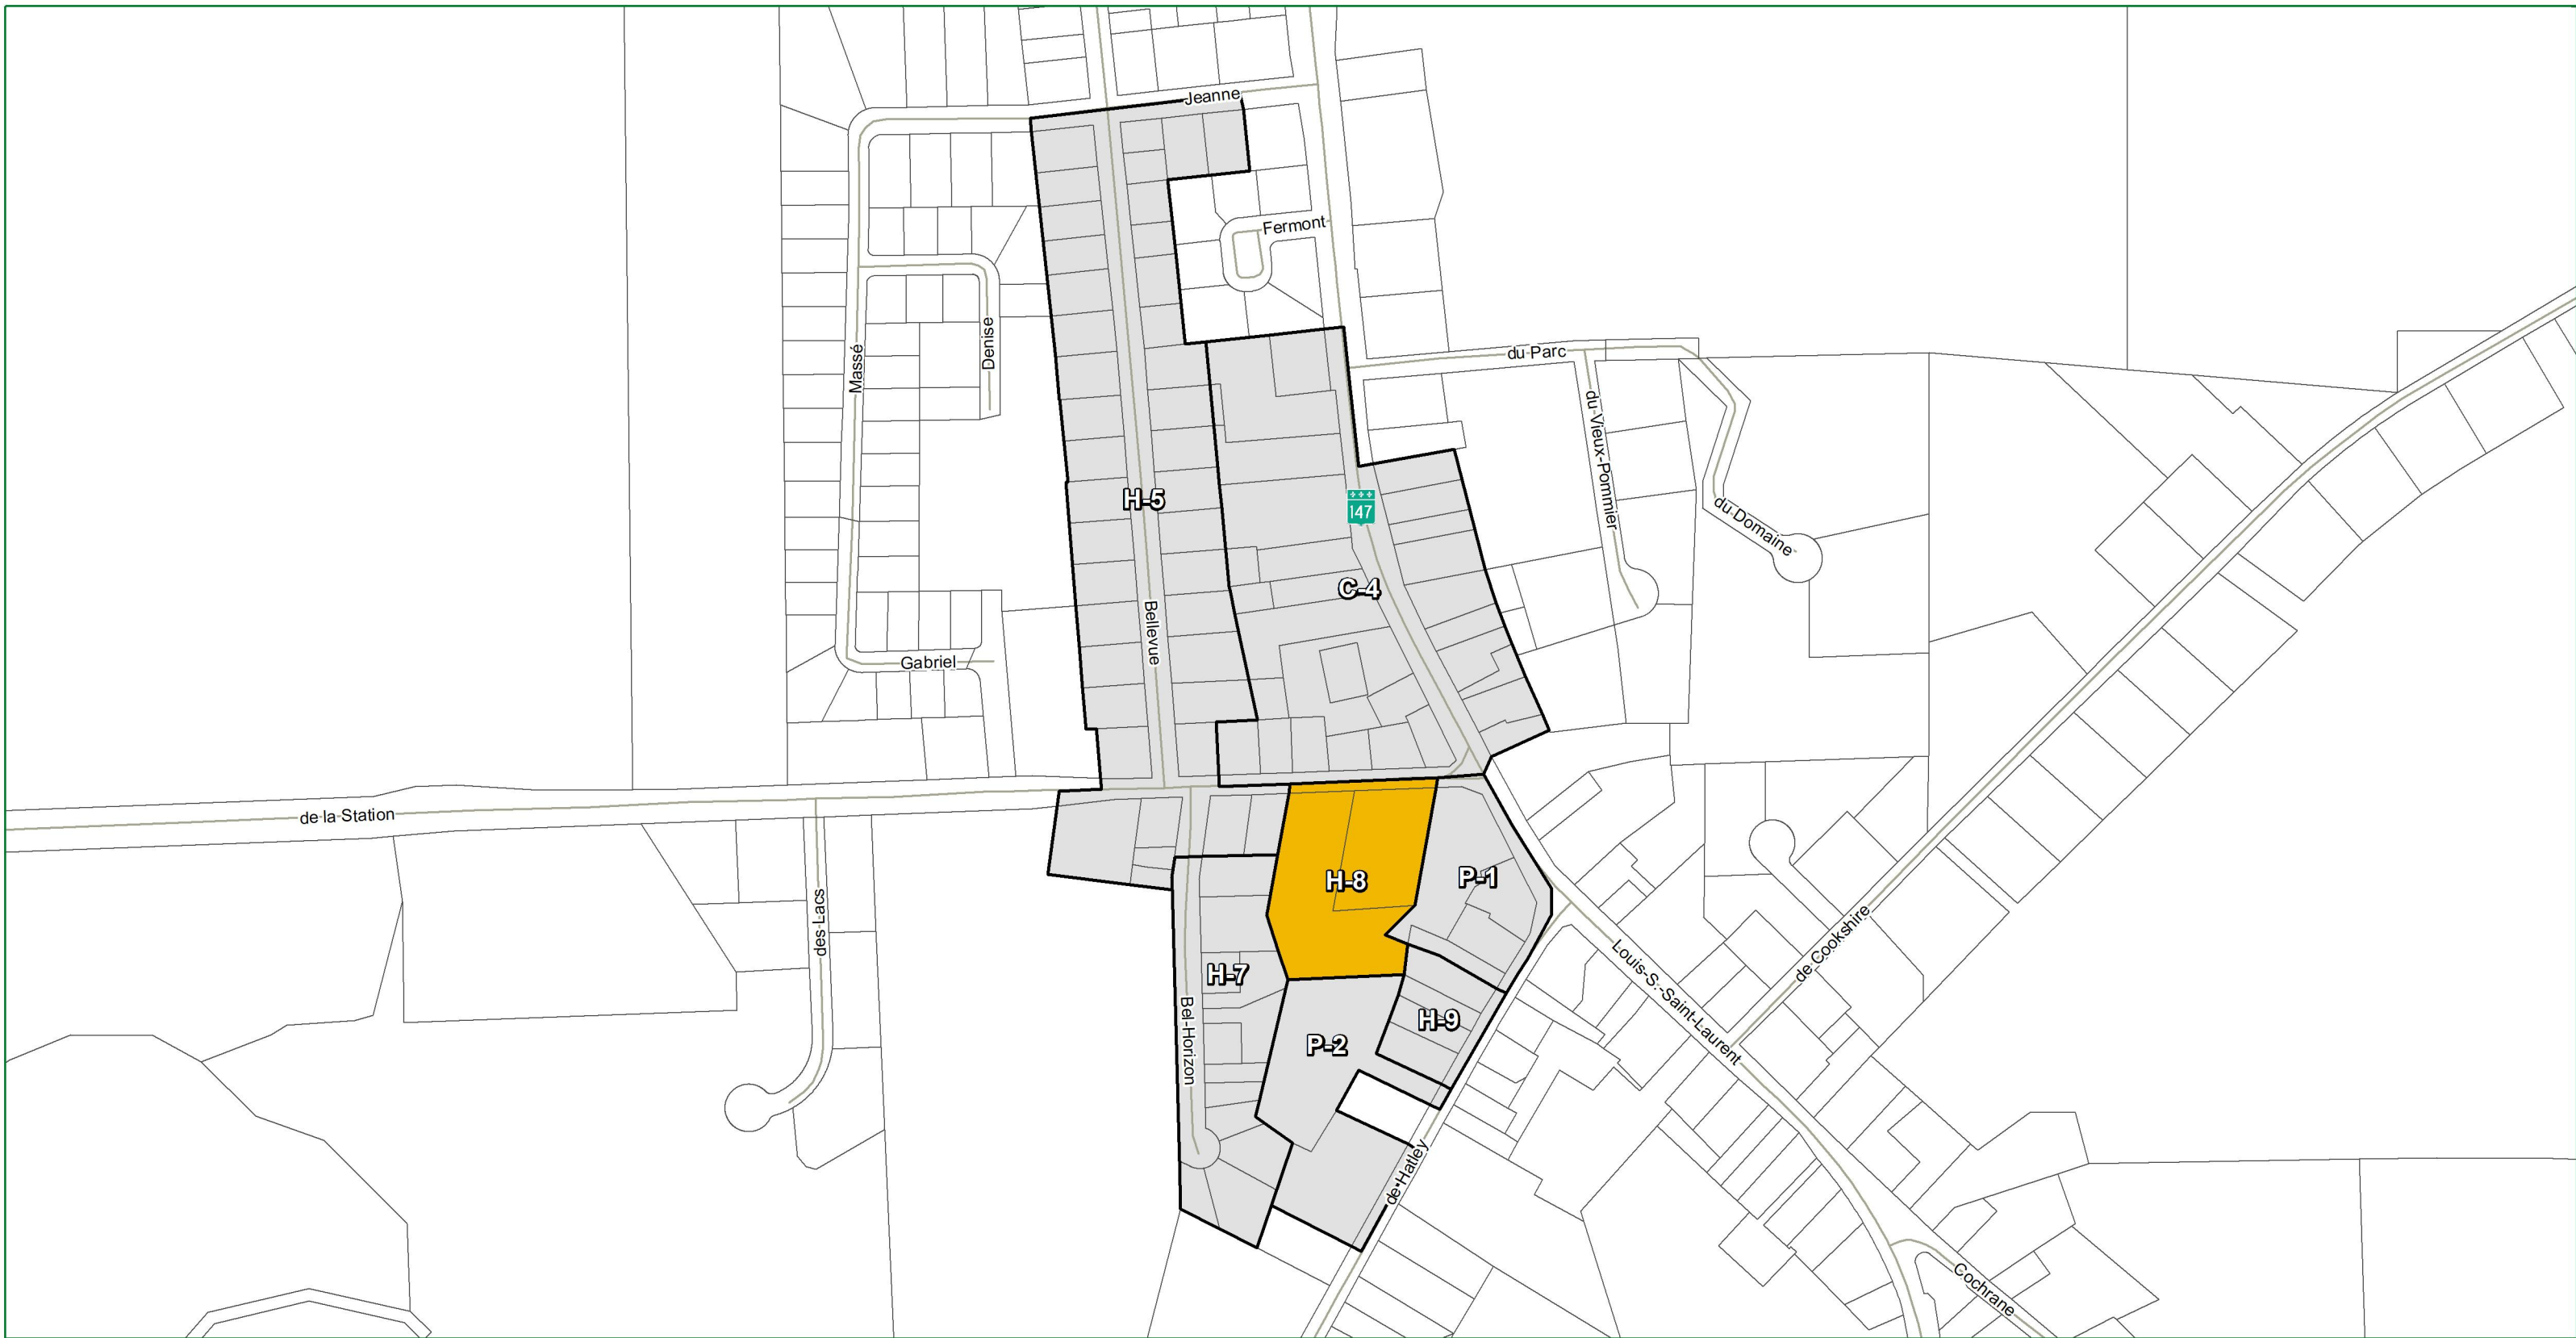 Jeanne
Fermont
du Parc
Massé
Denise
du Vieux-Pommier
H-5
147
du Domaine
C-4
Bellevue
Gabriel
de la Station
H-8
P-1
des Lacs
de Cookshire
H-7
Louis-S.-Saint-Laurent
H-9
Bel-Horizon
P-2
de Hatley
Cochrane